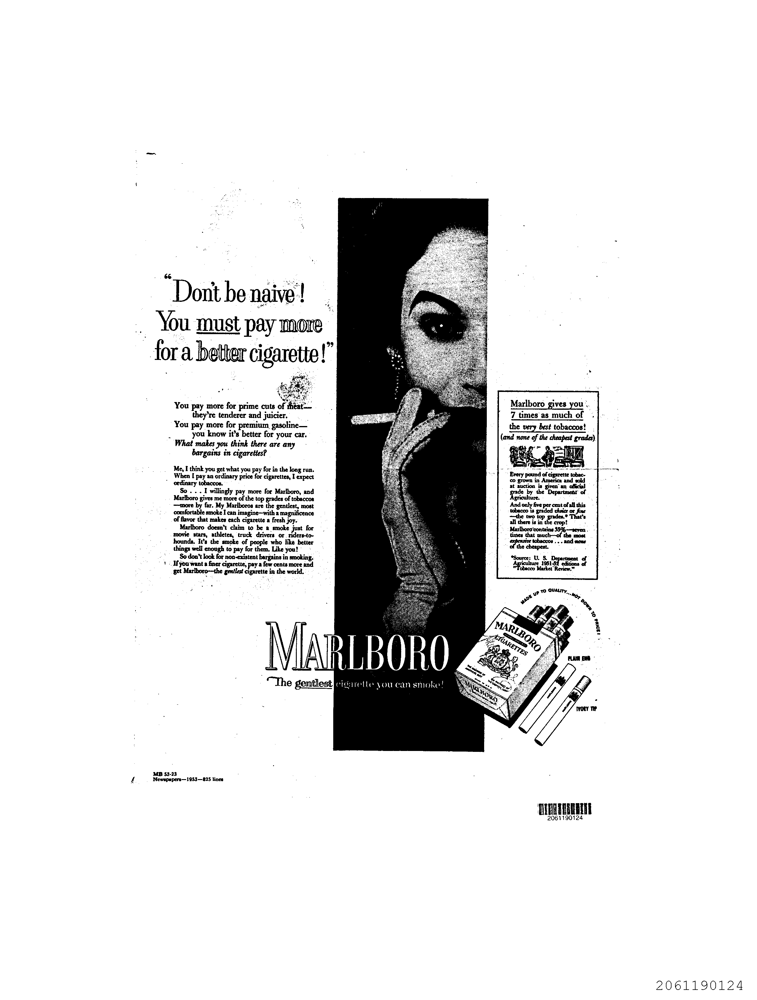 “Don't be naive!
You must pay more
for a better cigarette!”
You pay more for prime cuts of meat—
they're tenderer and juicier.
You pay more for premium gasoline—
you know it's better for your car.
What makes you think there are any
bargains in cigarettes?
Me, I think you get what you pay for in the long run.
When I pay an ordinary price for cigarettes, I expect
ordinary tobaccos.
So . . . I willingly pay more for Marlboro, and
Marlboro gives me more of the top grades of tobaccos
—more by far. My Marlboros are the gentlest, most
comfortable smoke I can imagine—with a magnificence
of flavor that makes each cigarette a fresh joy.
Marlboro doesn't claim to be a smoke just for
movie stars, athletes, truck drivers or riders-to-
hounds. It's the smoke of people who like better
things well enough to pay for them. Like you?
So don't look for non-existent bargains in smoking.
If you want a finer cigarette, pay a few cents more and
get Marlboro—the gentlest cigarette in the world.
Marlboro gives you
7 times as much of
the very best tobaccos!
(and none of the cheapest grades)
Every pound of cigarette tobac-
co grown in America and sold
at auction is given an official
grade by the Department of
Agriculture.
And only five per cent of all this
tobacco is graded choice or fine
—the two top grades.* That's
all there is in the crop!
Marlboro contains 35%—seven
times that much—of the most
expensive tobaccos . . . and none
of the cheapest.
*Source: U. S. Department of
Agriculture 1951-52 editions of
“Tobacco Market Review.”
MADE UP TO QUALITY...NOT DOWN TO PRICE!
MARLBORO
CIGARETTES
MARLBORO
PLAIN END
IVORY TIP
MARLBORO
The gentlest cigarette you can smoke!
MB 53-23
Newspapers—1953—825 lines
2061190124
2061190124